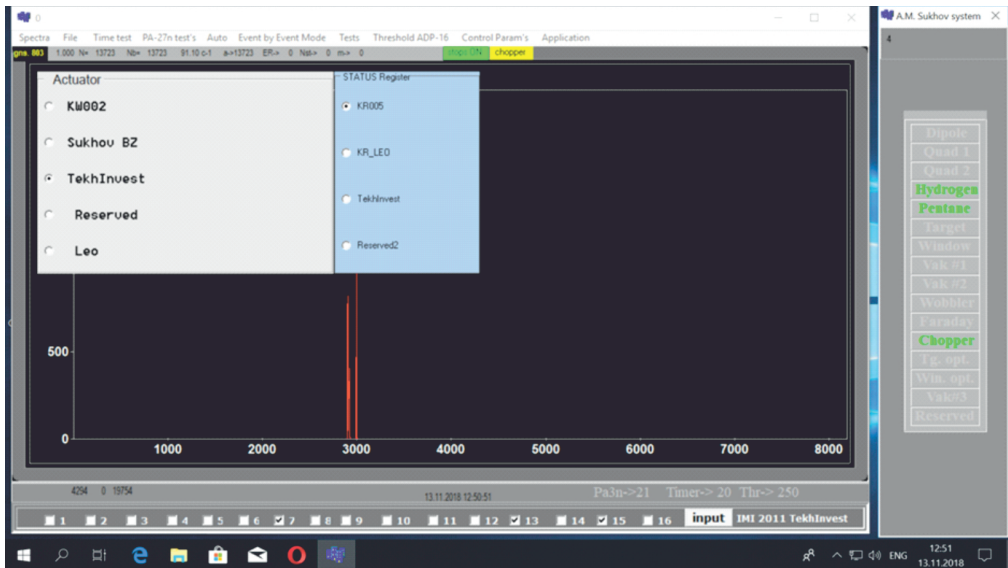 0
A.M. Sukhov system
Spectra File Time test PA-27n test's Auto Event by Event Mode Tests Threshold ADP-16 Control Param's Application
4
gna. 883 1.000 N= 13723 Nb= 13723 91.10 c-1 a->13723 ER-> 0 Nst-> 0 m-> 0 stops ON chopper
Actuator
KW002
Sukhov BZ
TekhInvest
Reserved
Leo
STATUS Register
KR005
KR_LEO
TekhInvest
Reserved2
Dipole
Quad 1
Quad 2
Hydrogen
Pentane
Target
Window
Vak #1
Vak #2
Wobbler
Faraday
Chopper
Tg. opt.
Win. opt.
Vak#3
Reserved
500
0
1000 2000 3000 4000 5000 6000 7000 8000
4294 0 19754
13.11.2018 12:50:51
Pa3n->21 Timer-> 20 Thr-> 250
1 2 3 4 5 6 7 8 9 10 11 12 13 14 15 16 input IMI 2011 TekhInvest
ENG
12:51
13.11.2018